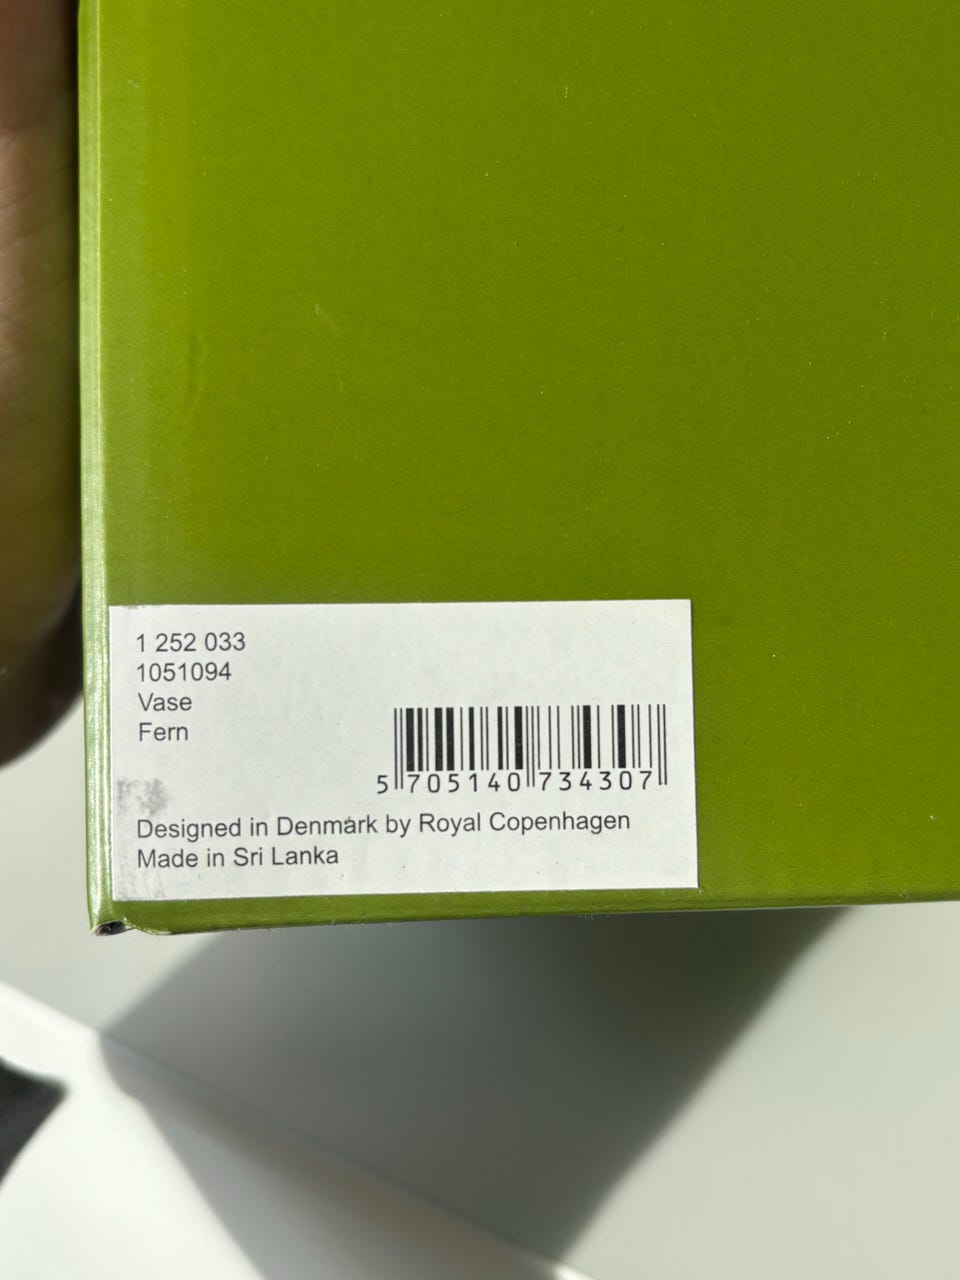 1 252 033
1051094
Vase
Fern
5 705140 734307
Designed in Denmark by Royal Copenhagen
Made in Sri Lanka